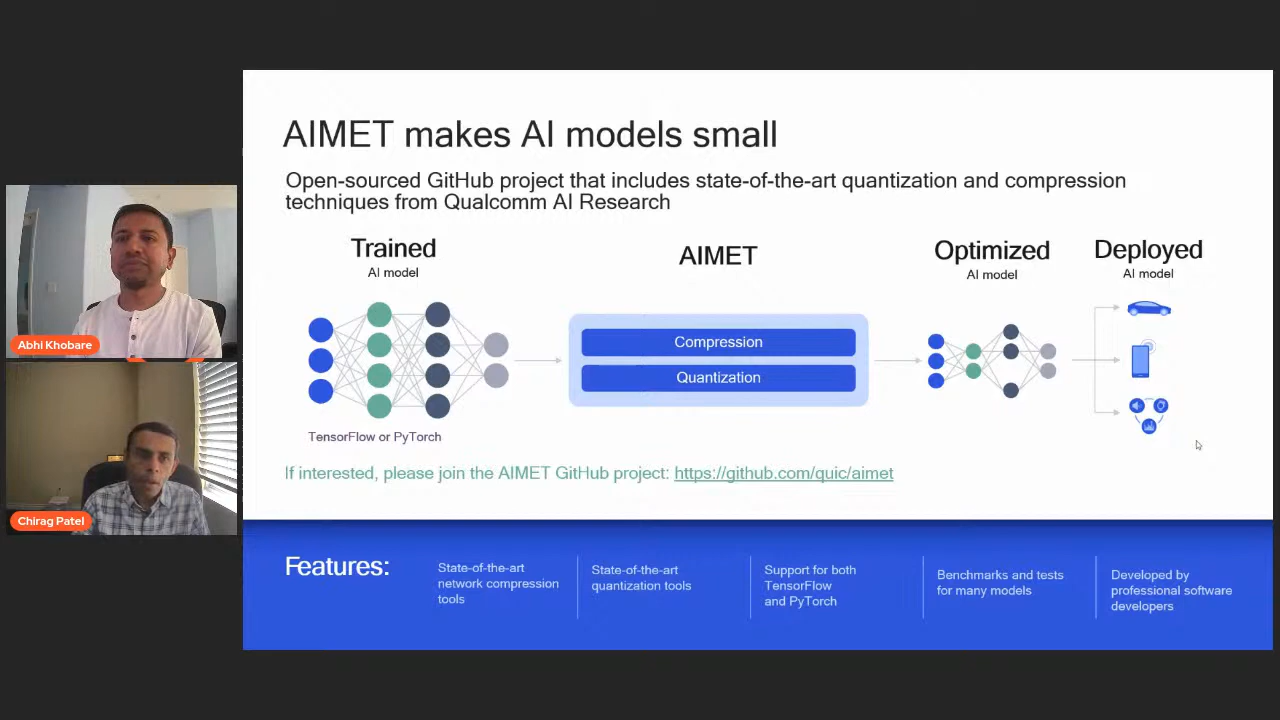 AIMET makes AI models small
Open-sourced GitHub project that includes state-of-the-art quantization and compression
techniques from Qualcomm AI Research
Trained
AI model
AIMET
Optimized
AI model
Deployed
AI model
Compression
Quantization
TensorFlow or PyTorch
If interested, please join the AIMET GitHub project: https://github.com/quic/aimet
Features:
State-of-the-art
network compression
tools
State-of-the-art
quantization tools
Support for both
TensorFlow
and PyTorch
Benchmarks and tests
for many models
Developed by
professional software
developers
Abhi Khobare
Chirag Patel